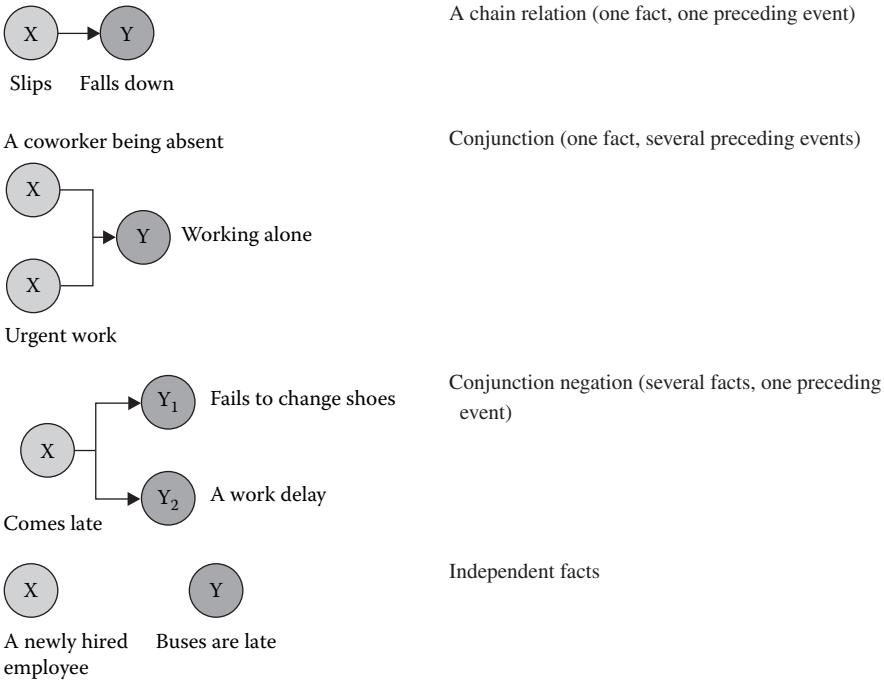 X Y
A chain relation (one fact, one preceding event)
Slips Falls down
A coworker being absent
Conjunction (one fact, several preceding events)
X
Y Working alone
X
Urgent work
Conjunction negation (several facts, one preceding
event)
Y1 Fails to change shoes
X
Y2 A work delay
Comes late
Independent facts
X Y
A newly hired Buses are late
employee